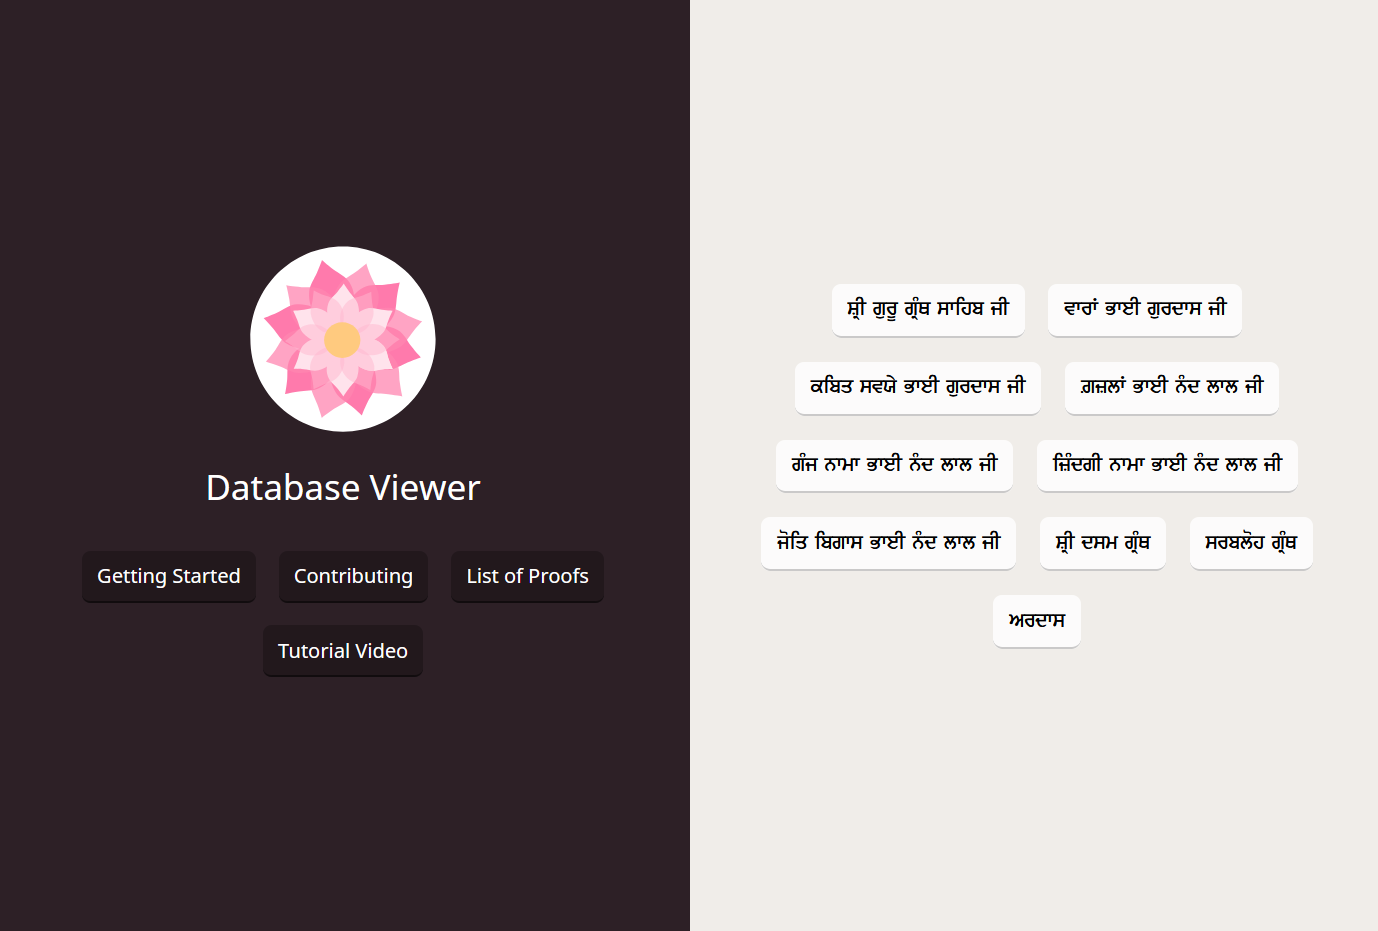 Database Viewer
Getting Started Contributing List of Proofs
Tutorial Video
ਸ਼੍ਰੀ ਗੁਰੂ ਗ੍ਰੰਥ ਸਾਹਿਬ ਜੀ ਵਾਰਾਂ ਭਾਈ ਗੁਰਦਾਸ ਜੀ
ਕਬਿਤ ਸਵਯੇ ਭਾਈ ਗੁਰਦਾਸ ਜੀ ਗ਼ਜ਼ਲਾਂ ਭਾਈ ਨੰਦ ਲਾਲ ਜੀ
ਗੰਜ ਨਾਮਾ ਭਾਈ ਨੰਦ ਲਾਲ ਜੀ ਜ਼ਿੰਦਗੀ ਨਾਮਾ ਭਾਈ ਨੰਦ ਲਾਲ ਜੀ
ਜੋਤਿ ਬਿਗਾਸ ਭਾਈ ਨੰਦ ਲਾਲ ਜੀ ਸ਼੍ਰੀ ਦਸਮ ਗ੍ਰੰਥ ਸਰਬਲੋਹ ਗ੍ਰੰਥ
ਅਰਦਾਸ